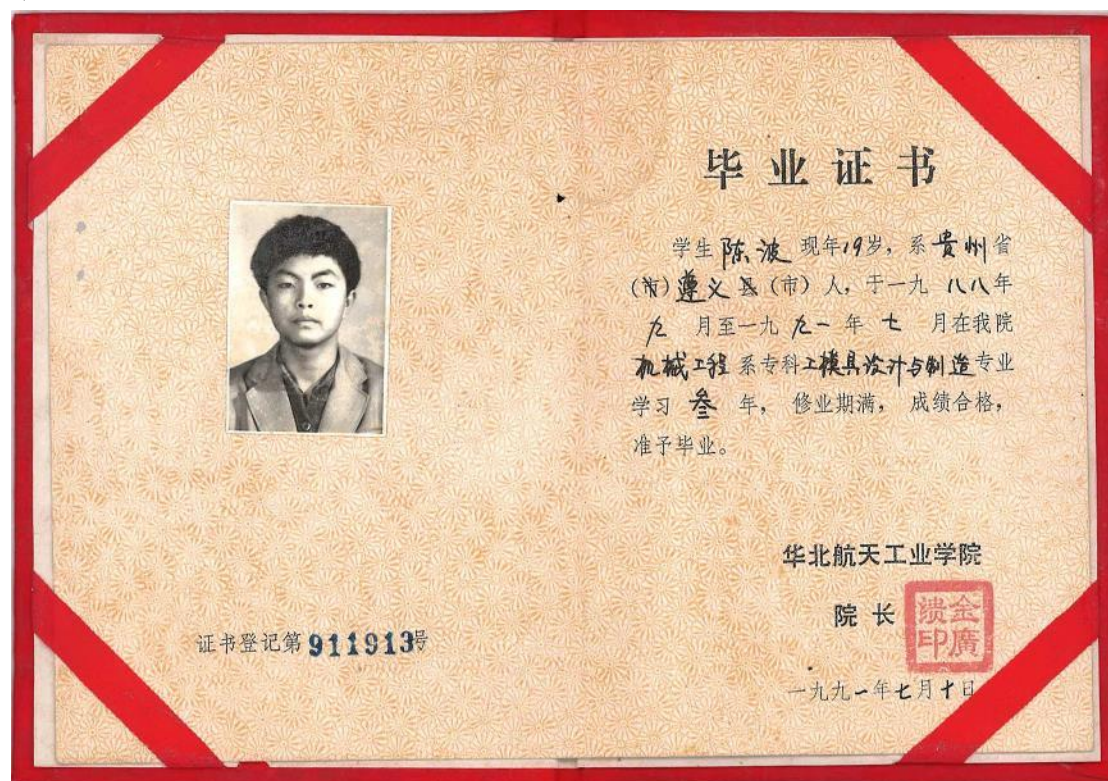 毕业证书
学生陈波现年19岁，系贵州省
(市)遵义县(市)人，于一九八八年
九月至一九九一年七月在我院
机械工程系专科工模具设计与制造专业
学习叁年，修业期满，成绩合格，
准予毕业。
华北航天工业学院
院长
金廣
渍印
一九九一年七月十日
证书登记第911913号